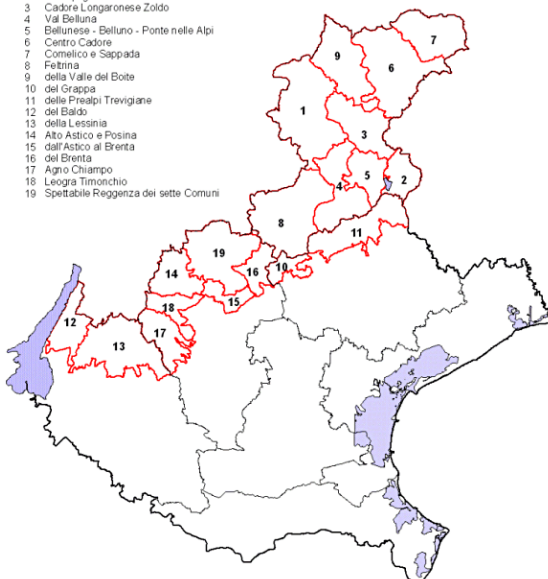 3 Cadore Longaronese Zoldo
4 Val Belluna
5 Bellunese - Belluno - Ponte nelle Alpi
6 Centro Cadore
7 Comelico e Sappada
8 Feltrina
9 della Valle del Boite
10 del Grappa
11 delle Prealpi Trevigiane
12 del Baldo
13 della Lessinia
14 Alto Astico e Posina
15 dall'Astico al Brenta
16 del Brenta
17 Agno Chiampo
18 Leogra Timonchio
19 Spettabile Reggenza dei sette Comuni
7
9
6
1
3
5
2
4
8
11
19
16
10
14
15
18
12
17
13